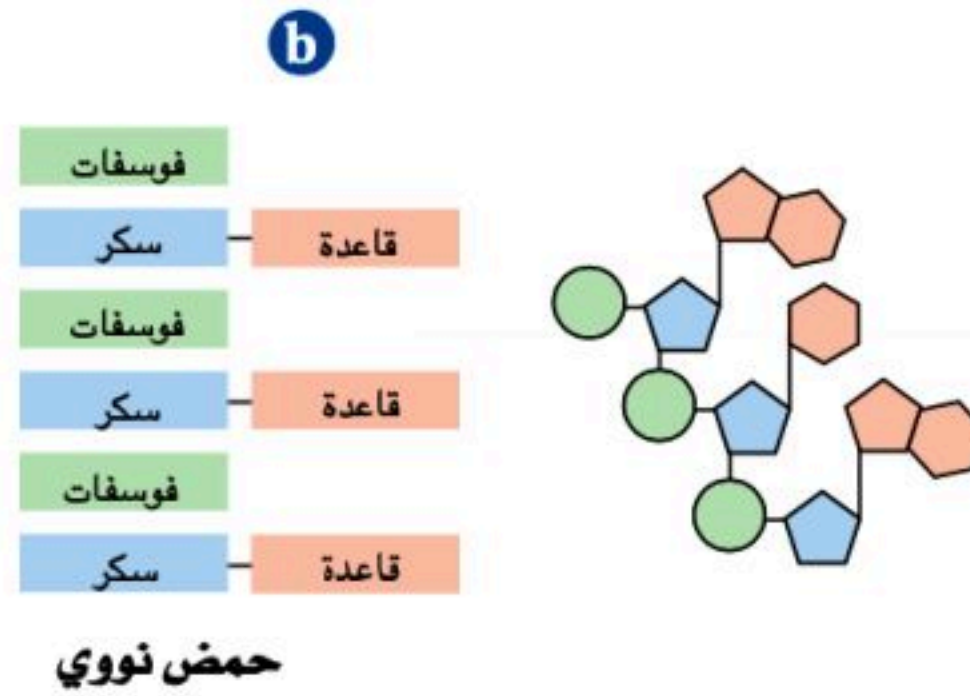 b
فوسفات
سكر قاعدة
فوسفات
سكر قاعدة
فوسفات
سكر قاعدة
حمض نووي